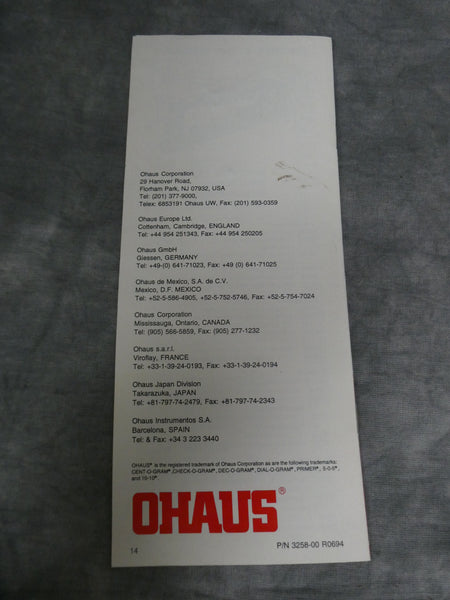 Ohaus Corporation
29 Hanover Road,
Florham Park, NJ 07932, USA
Tel: (201) 377-9000,
Telex: 6853191 Ohaus UW, Fax: (201) 593-0359
Ohaus Europe Ltd.
Cottenham, Cambridge, ENGLAND
Tel: +44 954 251343, Fax: +44 954 250205
Ohaus GmbH
Giessen, GERMANY
Tel: +49-(0) 641-71023, Fax: +49 (0) 641-71025
Ohaus de Mexico, S.A. de C.V.
Mexico, D.F. MEXICO
Tel: +52-5-586-4905, +52-5-752-5746, Fax: +52-5-754-7024
Ohaus Corporation
Mississauga, Ontario, CANADA
Tel: (905) 566-5859, Fax: (905) 277-1232
Ohaus s.a.r.l.
Viroflay, FRANCE
Tel: +33-1-39-24-0193, Fax: +33-1-39-24-0194
Ohaus Japan Division
Takarazuka, JAPAN
Tel: +81-797-74-2479, Fax: +81-797-74-2343
Ohaus Instrumentos S.A.
Barcelona, SPAIN
Tel: & Fax: +34 3 223 3440
OHAUS® is the registered trademark of Ohaus Corporation as are the following trademarks:
CENT-O-GRAM®, CHECK-O-GRAM®, DEC-O-GRAM®, DIAL-O-GRAM®, PRIMER®, 5-0-5®,
and 15-10®.
OHAUS®
14
P/N 3258-00 R0694